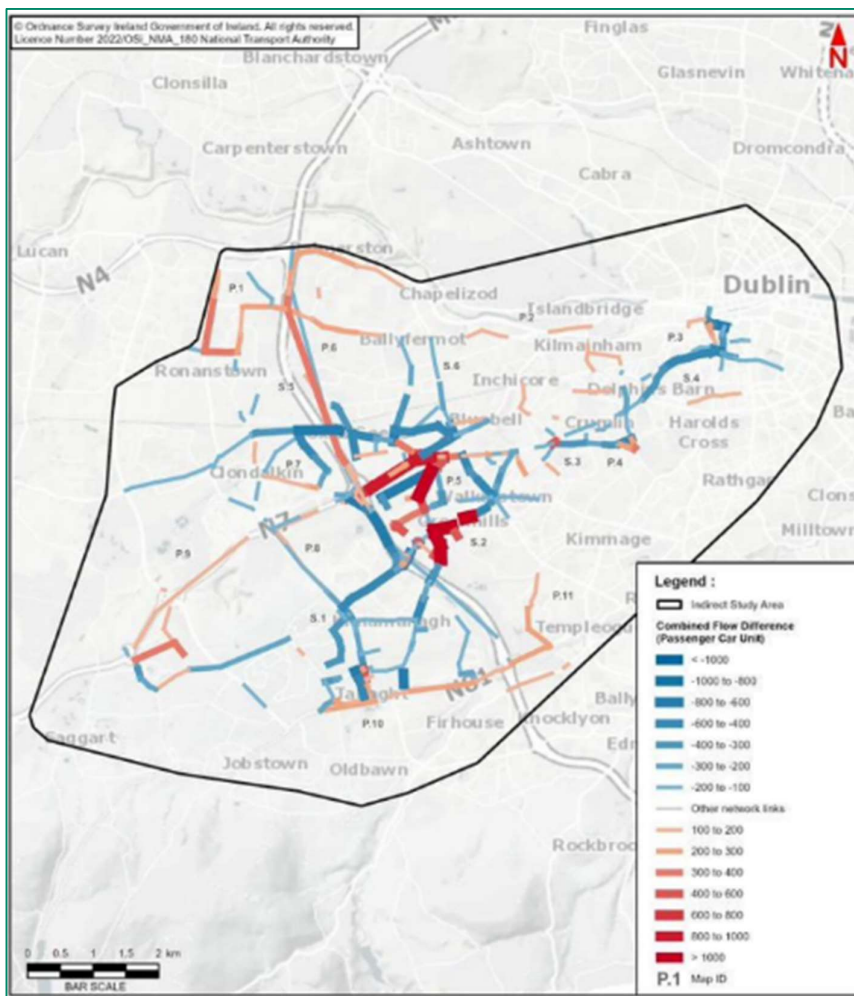 © Ordnance Survey Ireland Government of Ireland. All rights reserved.
Licence Number 2022/OSi_NMA_180 National Transport Authority
Finglas
N
Blanchardstown
Clonsilla
Glasnevin
Carpenterstown
Ashtown
Dromcondra
Cabra
Lucan
N4
P.1
Chapelizod
Dublin
Islandbridge
P.2
P.3
Ballyfermot
Kilmainham
P.6
Ronanstown
S.6
S.5
Inchicore
S.4
Dolphins Barn
Bluebell
Crumlin
Harolds
Cross
Clondalkin
P.7
S.3
P.4
P.5
Rathgar
N7
Kimmage
S.2
P.8
P.9
P.11
S.1
N81
Tallaght
P.10
Firhouse
Knocklyon
Saggart
Jobstown
Oldbawn
Milltown
Legend :
Indirect Study Area
Combined Flow Difference
(Passenger Car Unit)
< -1000
-1000 to -800
-800 to -600
-600 to -400
-400 to -300
-300 to -200
-200 to -100
Other network links
100 to 200
200 to 300
300 to 400
400 to 600
600 to 800
800 to 1000
> 1000
P.1 Map ID
0 0.5 1 1.5 2 km
BAR SCALE